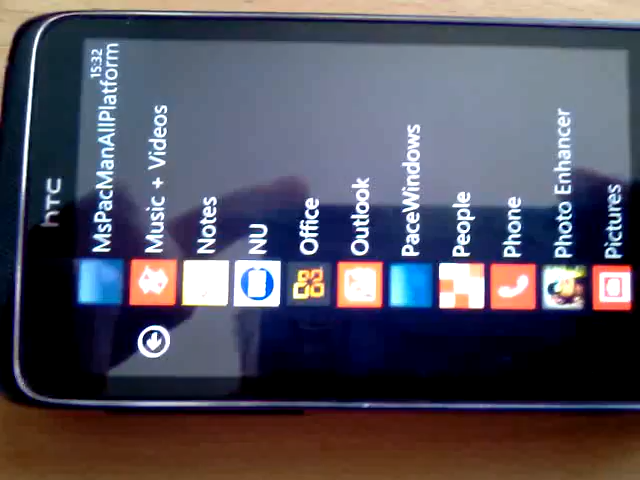 hTC
15:32
MsPacManAllPlatform
Music + Videos
Notes
NU
Office
Outlook
PaceWindows
People
Phone
Photo Enhancer
Pictures